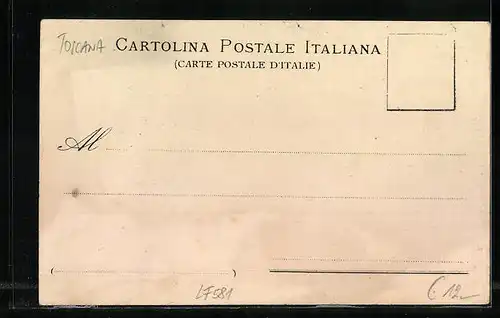 TOSCANA CARTOLINA POSTALE ITALIANA
(CARTE POSTALE D'ITALIE)
Al
( )
LF581 € 12